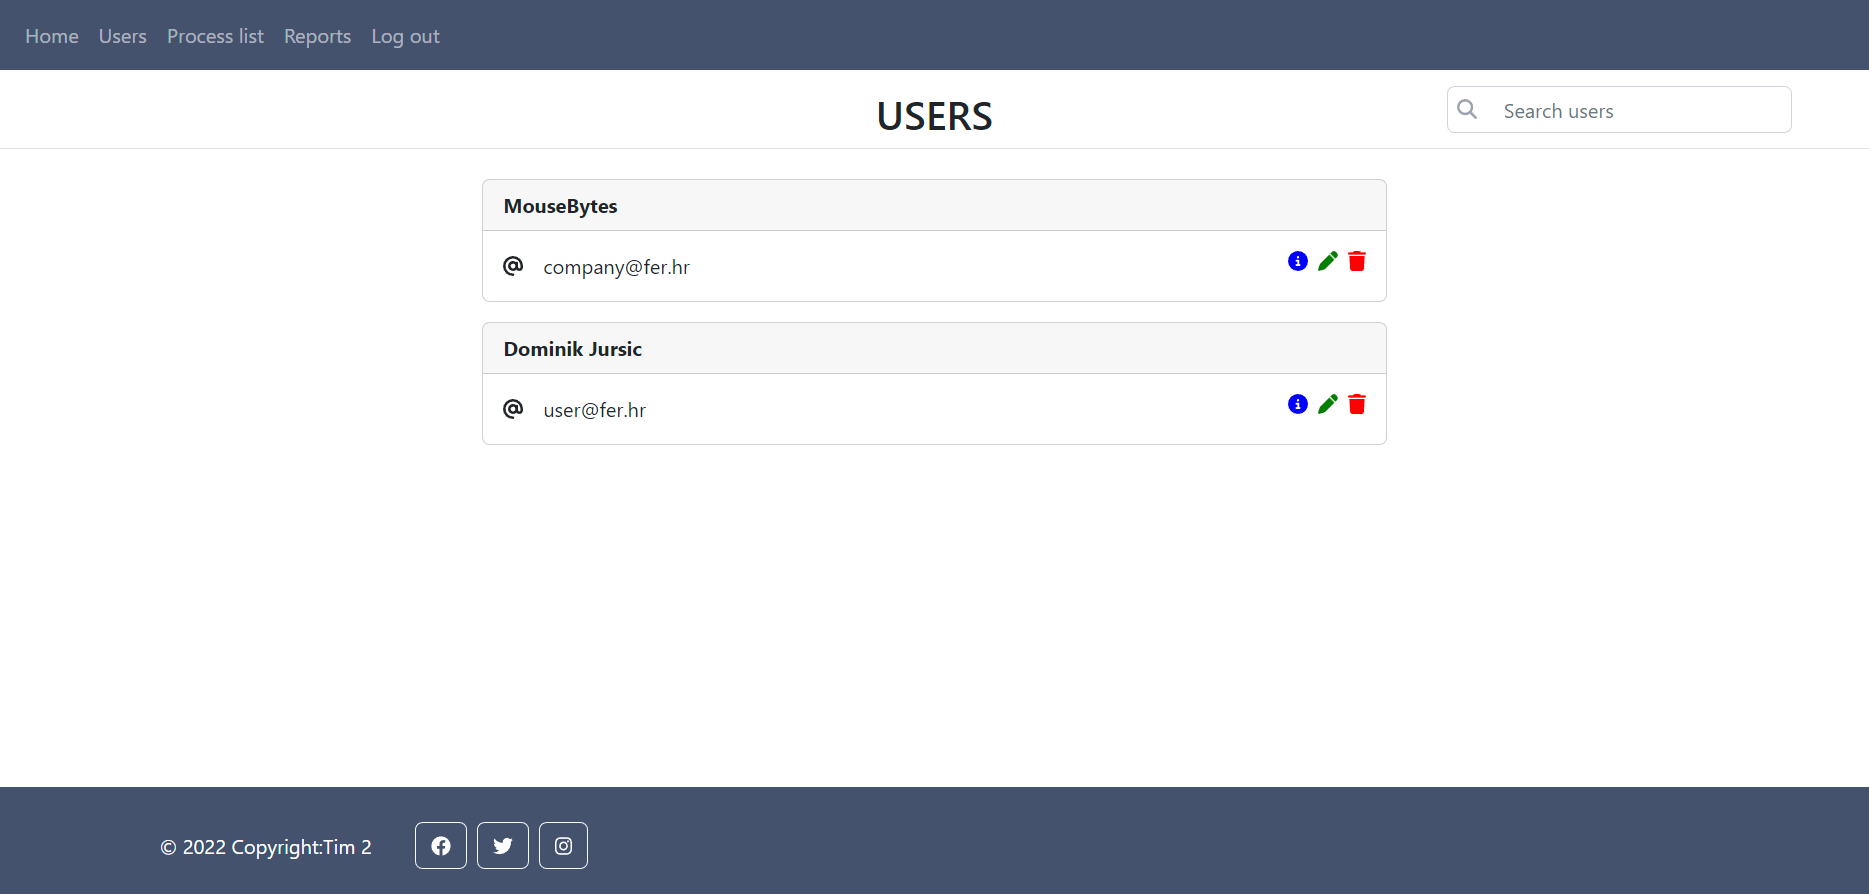 Home Users Process list Reports Log out
USERS
Search users
MouseBytes
company@fer.hr
Dominik Jursic
user@fer.hr
© 2022 Copyright:Tim 2